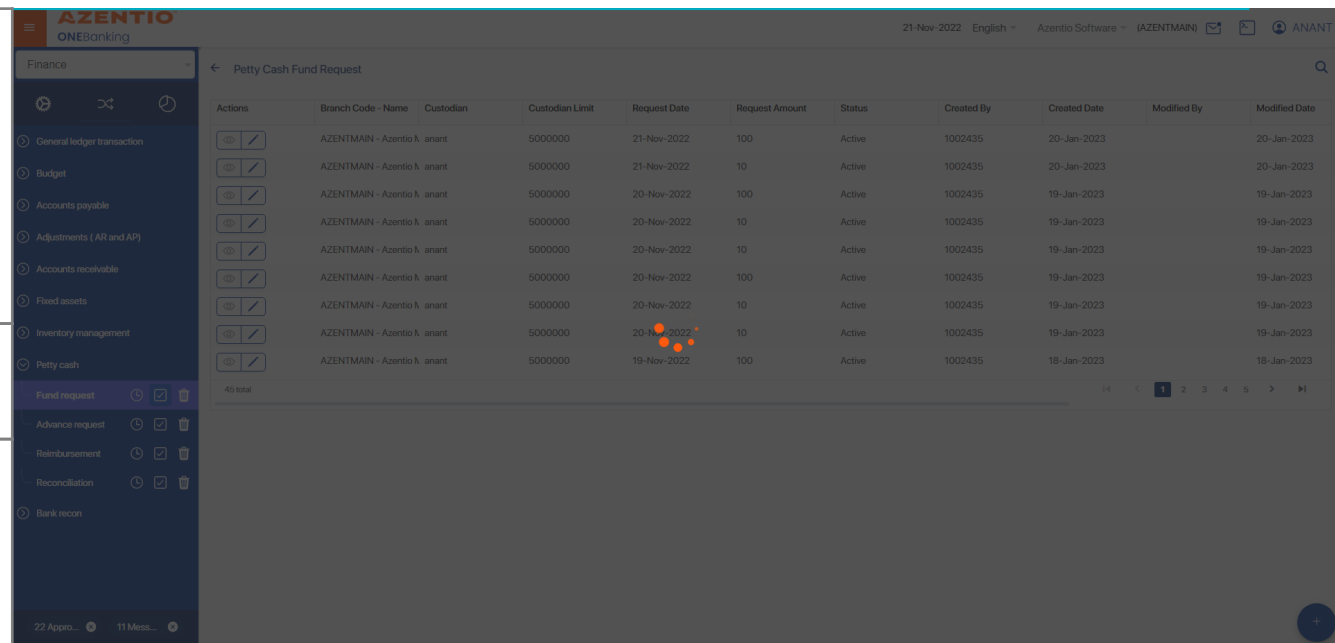 AZENTIO
ONEBanking
21-Nov-2022 English Azentio Software (AZENTMAIN) ANANT
Finance
Petty Cash Fund Request
Actions Branch Code - Name Custodian Custodian Limit Request Date Request Amount Status Created By Created Date Modified By Modified Date
General ledger transaction
AZENTMAIN - Azentio M anant 5000000 21-Nov-2022 100 Active 1002435 20-Jan-2023 20-Jan-2023
Budget
AZENTMAIN - Azentio M anant 5000000 21-Nov-2022 10 Active 1002435 20-Jan-2023 20-Jan-2023
Accounts payable
AZENTMAIN - Azentio M anant 5000000 20-Nov-2022 100 Active 1002435 19-Jan-2023 19-Jan-2023
AZENTMAIN - Azentio M anant 5000000 20-Nov-2022 10 Active 1002435 19-Jan-2023 19-Jan-2023
Adjustments ( AR and AP)
AZENTMAIN - Azentio M anant 5000000 20-Nov-2022 10 Active 1002435 19-Jan-2023 19-Jan-2023
Accounts receivable
AZENTMAIN - Azentio M anant 5000000 20-Nov-2022 100 Active 1002435 19-Jan-2023 19-Jan-2023
Fixed assets
AZENTMAIN - Azentio M anant 5000000 20-Nov-2022 10 Active 1002435 19-Jan-2023 19-Jan-2023
Inventory management
AZENTMAIN - Azentio M anant 5000000 20-Nov-2022 10 Active 1002435 19-Jan-2023 19-Jan-2023
Petty cash
AZENTMAIN - Azentio M anant 5000000 19-Nov-2022 100 Active 1002435 18-Jan-2023 18-Jan-2023
Fund request
45 total 1 2 3 4 5
Advance request
Reimbursement
Reconciliation
Bank recon
22 Appro... 11 Mess...